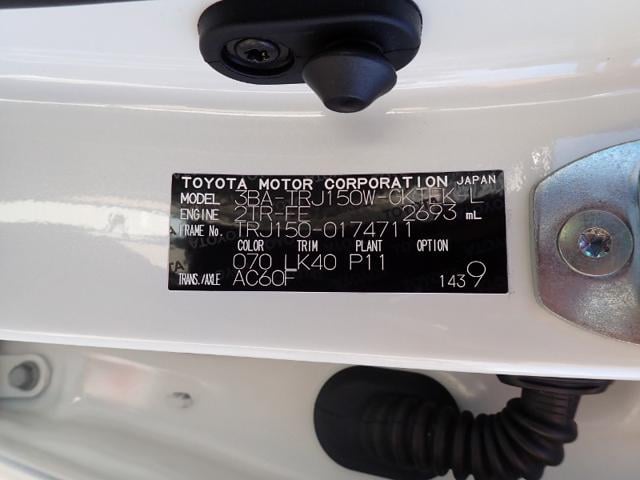 TOYOTA MOTOR CORPORATION JAPAN
MODEL 3BA-TRJ150W-GKTEK-L
ENGINE 2TR-FE 2693 mL
FRAME No. TRJ150-0174711
COLOR TRIM PLANT OPTION
070 LK40 P11
TRANS./AXLE AC60F 1439